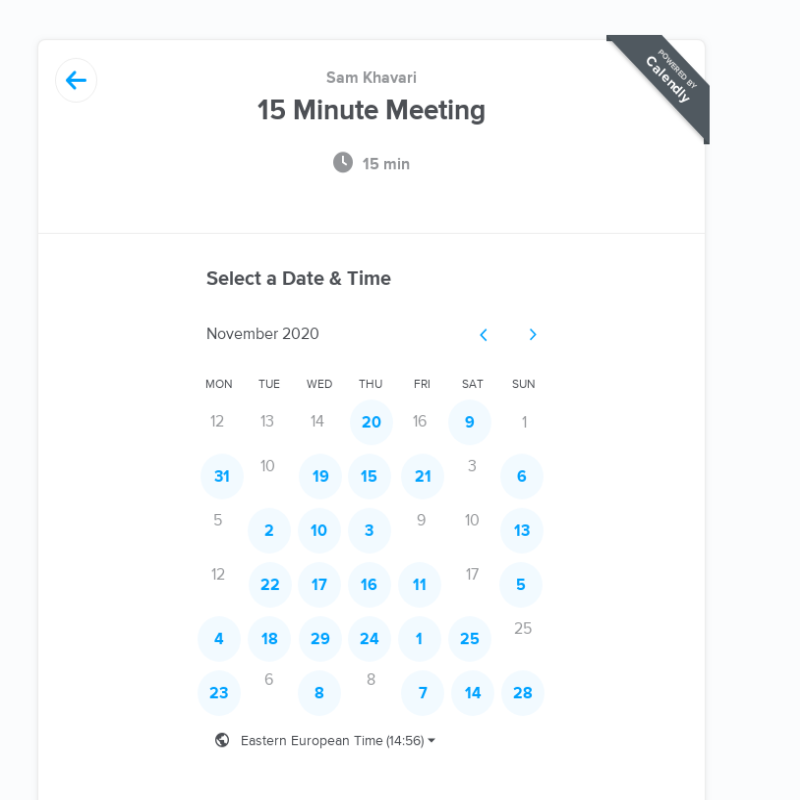 POWERED BY
Calendly
Sam Khavari
15 Minute Meeting
15 min
Select a Date & Time
November 2020
MON TUE WED THU FRI SAT SUN
12 13 14 20 16 9 1
31 10 19 15 21 3 6
5 2 10 3 9 10 13
12 22 17 16 11 17 5
4 18 29 24 1 25 25
23 6 8 8 7 14 28
Eastern European Time (14:56)